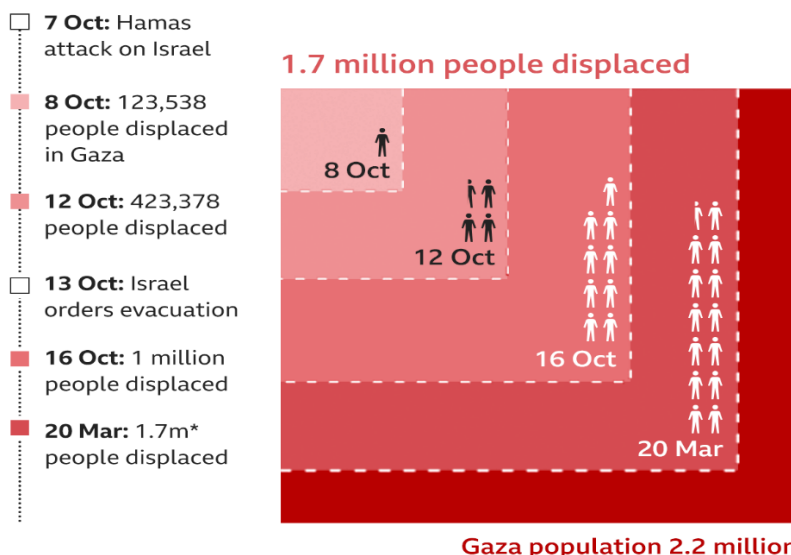 7 Oct: Hamas
attack on Israel
8 Oct: 123,538
people displaced
in Gaza
12 Oct: 423,378
people displaced
13 Oct: Israel
orders evacuation
16 Oct: 1 million
people displaced
20 Mar: 1.7m*
people displaced
1.7 million people displaced
8 Oct
12 Oct
16 Oct
20 Mar
Gaza population 2.2 million